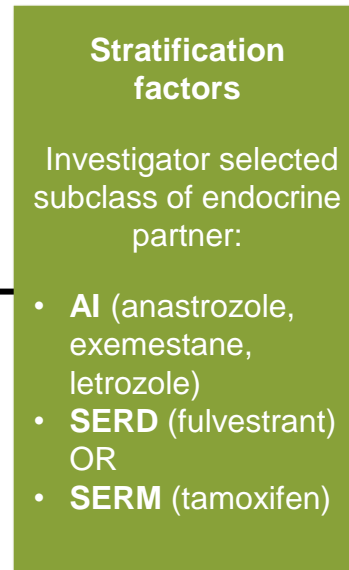 Stratification
factors
Investigator selected
subclass of endocrine
partner:
• AI (anastrozole,
exemestane,
letrozole)
• SERD (fulvestrant)
OR
• SERM (tamoxifen)